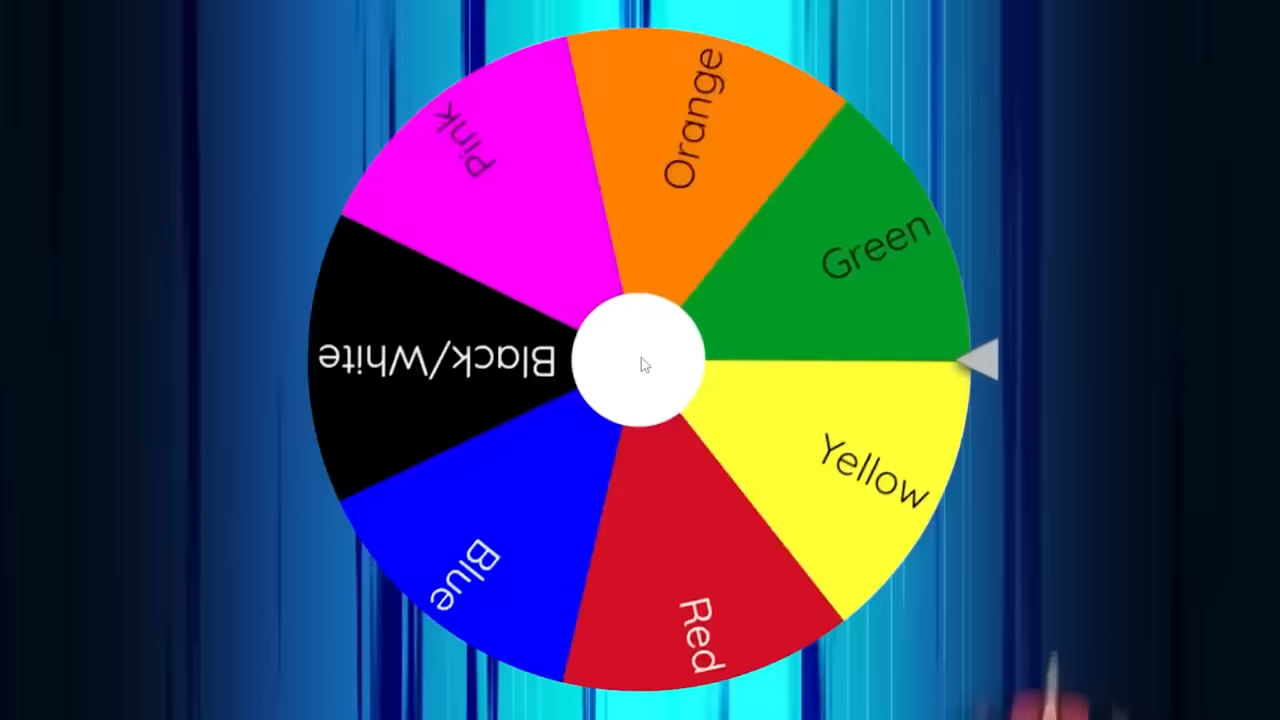 Orange
Pink
Green
Black/White
Yellow
Blue
Red